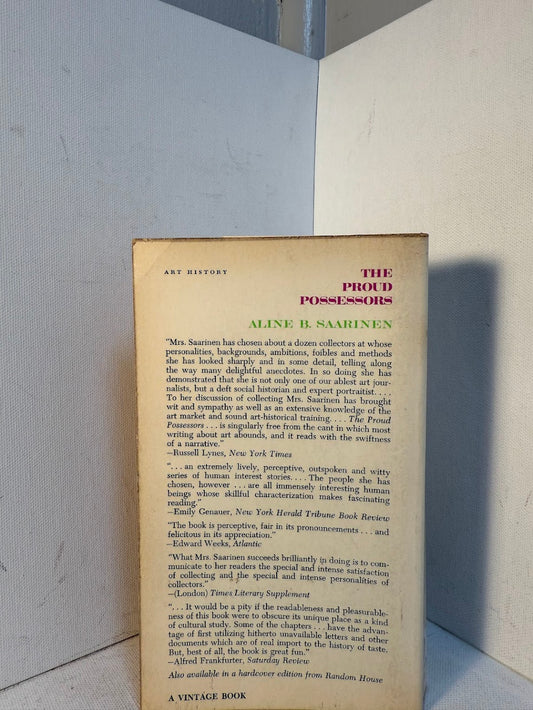 ART HISTORY
THE
PROUD
POSSESSORS
ALINE B. SAARINEN
"Mrs. Saarinen has chosen about a dozen collectors at whose
personalities, backgrounds, ambitions, foibles and methods
she has looked sharply and in some detail, telling along
the way many delightful anecdotes. In so doing she has
demonstrated that she is not only one of our ablest art jour-
nalists, but a deft social historian and expert portraitist. . . .
To her discussion of collecting Mrs. Saarinen has brought
wit and sympathy as well as an extensive knowledge of the
art market and sound art-historical training. . . . The Proud
Possessors . . . is singularly free from the cant in which most
writing about art abounds, and it reads with the swiftness
of a narrative."
—Russell Lynes, New York Times
". . . an extremely lively, perceptive, outspoken and witty
series of human interest stories. . . . The people she has
chosen, however . . . are all immensely interesting human
beings whose skillful characterization makes fascinating
reading."
—Emily Genauer, New York Herald Tribune Book Review
"The book is perceptive, fair in its pronouncements . . . and
felicitous in its appreciation."
—Edward Weeks, Atlantic
"What Mrs. Saarinen succeeds brilliantly in doing is to com-
municate to her readers the special and intense satisfaction
of collecting and the special and intense personalities of
collectors."
—(London) Times Literary Supplement
". . . It would be a pity if the readableness and pleasurable-
ness of this book were to obscure its unique place as a kind
of cultural study. Some of the chapters . . . have the advan-
tage of first utilizing hitherto unavailable letters and other
documents which are of real import to the history of taste.
But, best of all, the book is great fun."
—Alfred Frankfurter, Saturday Review
Also available in a hardcover edition from Random House
A VINTAGE BOOK